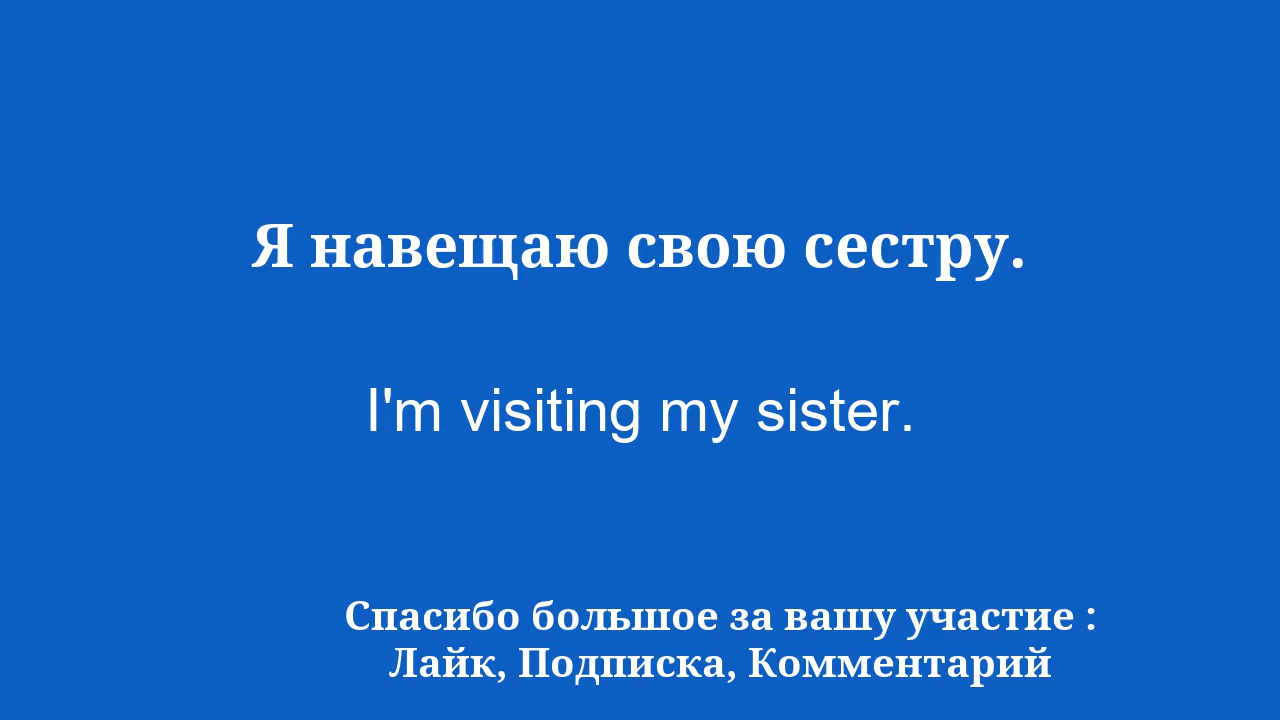 Я навещаю свою сестру.
I'm visiting my sister.
Спасибо большое за вашу участие :
Лайк, Подписка, Комментарий